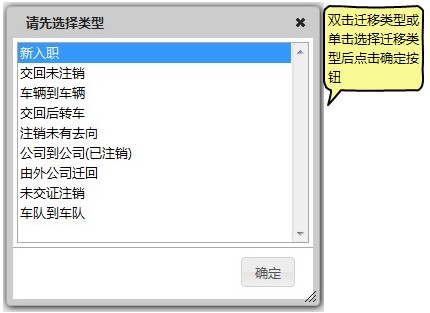 请先选择类型
新入职
交回未注销
车辆到车辆
交回后转车
注销未有去向
公司到公司(已注销)
由外公司迁回
未交证注销
车队到车队
确定
双击迁移类型或
单击选择迁移类
型后点击确定按
钮